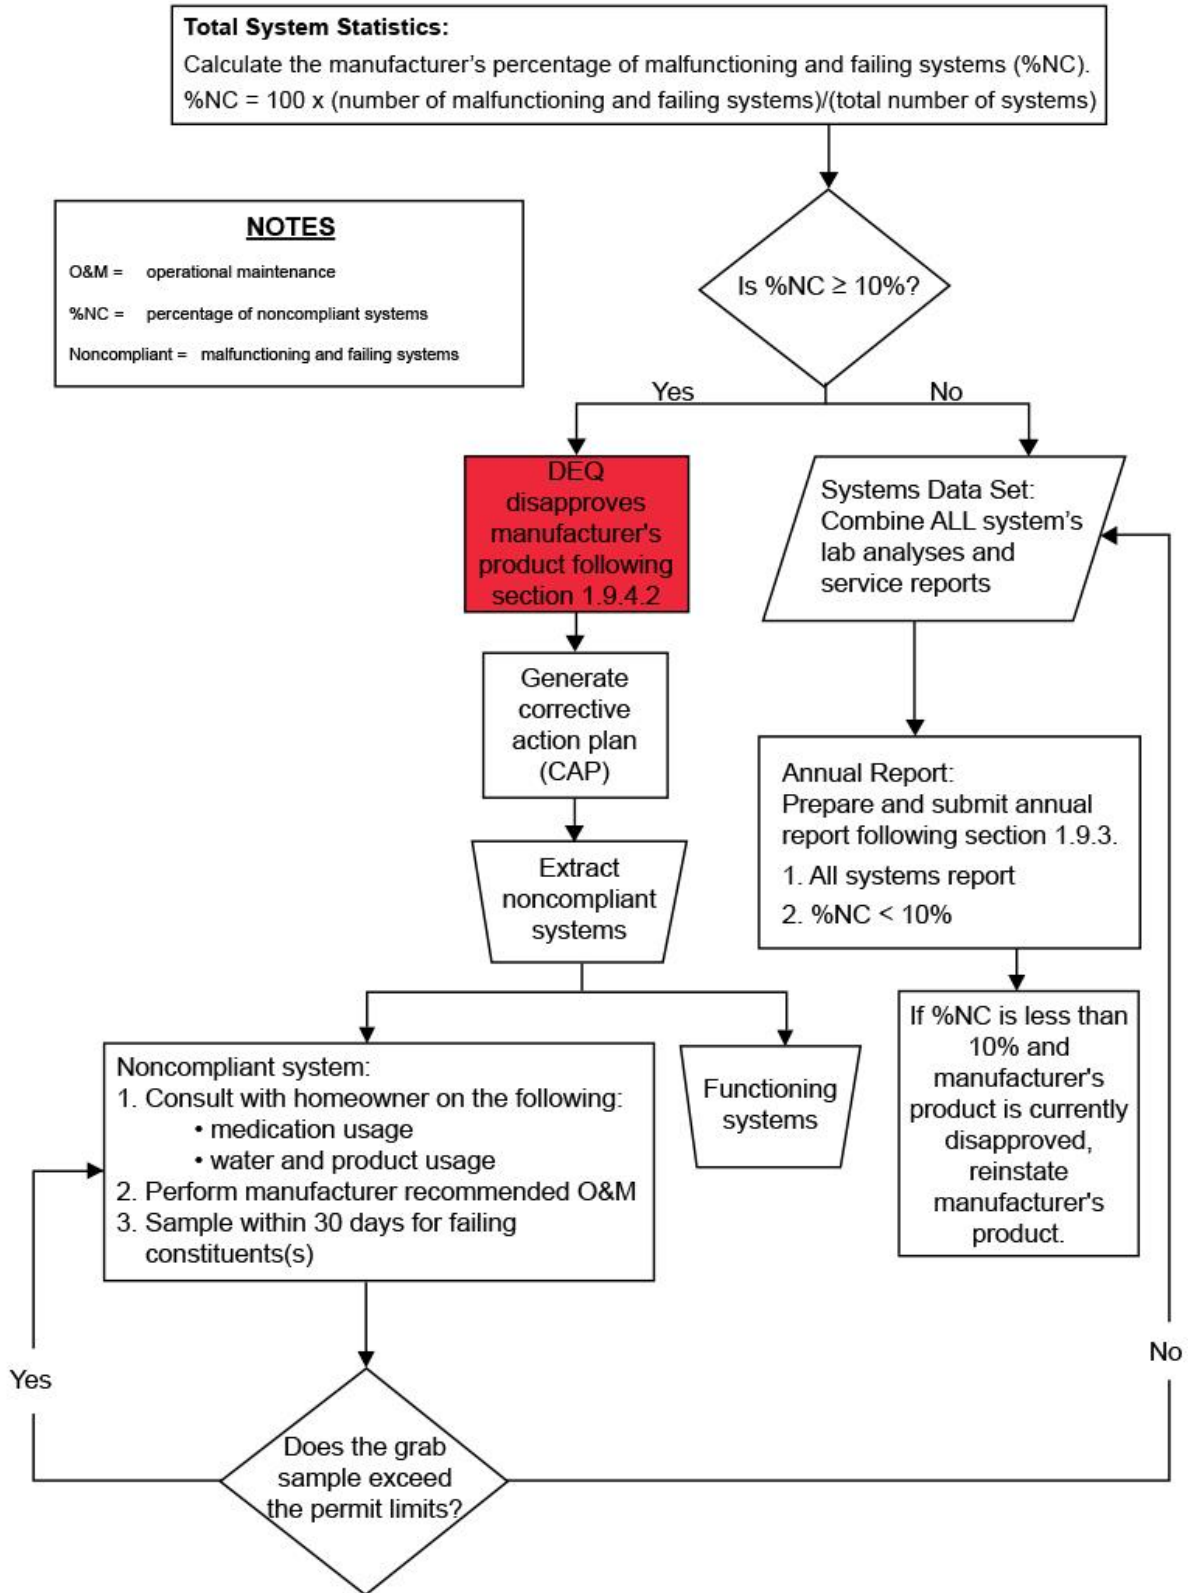 Total System Statistics:
Calculate the manufacturer's percentage of malfunctioning and failing systems (%NC).
%NC = 100 x (number of malfunctioning and failing systems)/(total number of systems)
NOTES
O&M = operational maintenance
%NC = percentage of noncompliant systems
Noncompliant = malfunctioning and failing systems
Is %NC ≥ 10%?
Yes
No
DEQ
disapproves
manufacturer's
product following
section 1.9.4.2
Systems Data Set:
Combine ALL system's
lab analyses and
service reports
Generate
corrective
action plan
(CAP)
Annual Report:
Prepare and submit annual
report following section 1.9.3.
1. All systems report
2. %NC < 10%
Extract
noncompliant
systems
If %NC is less than
10% and
manufacturer's
product is currently
disapproved,
reinstate
manufacturer's
product.
Noncompliant system:
1. Consult with homeowner on the following:
• medication usage
• water and product usage
2. Perform manufacturer recommended O&M
3. Sample within 30 days for failing
constituents(s)
Functioning
systems
Yes
No
Does the grab
sample exceed
the permit limits?